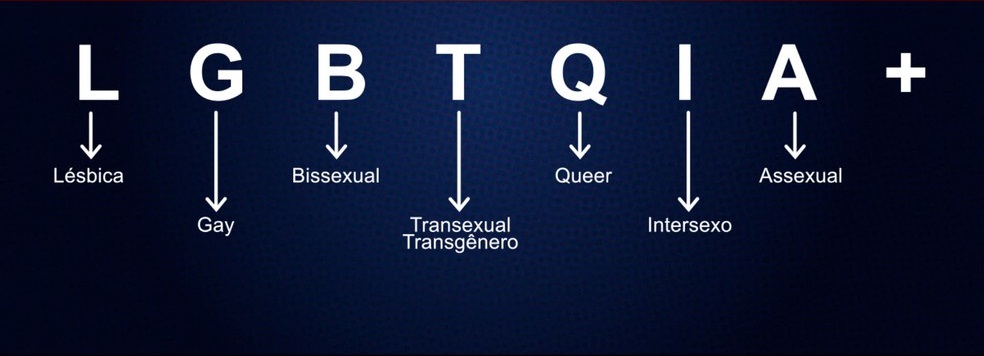 L G B T Q I A +
Lésbica Bissexual Queer Assexual
Gay Transexual Intersexo
Transgênero